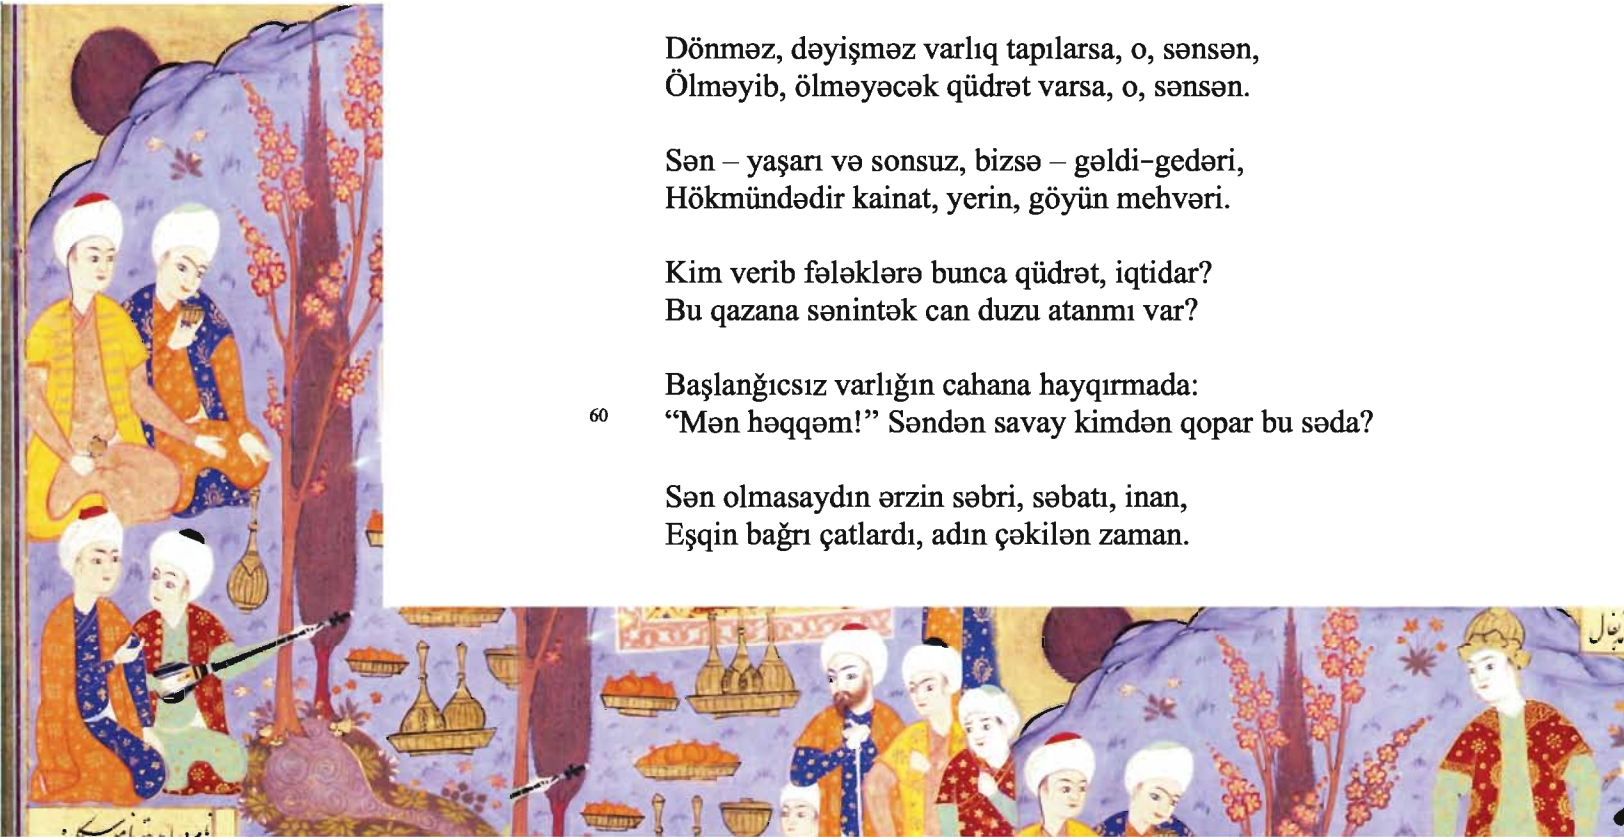 Dönməz, dəyişməz varlıq tapılarsa, o, sənsən,
Ölməyib, ölməyəcək qüdrət varsa, o, sənsən.
Sən – yaşarı və sonsuz, bizsə – gəldi-gedəri,
Hökmündədir kainat, yerin, göyün mehvəri.
Kim verib fələklərə bunca qüdrət, iqtidar?
Bu qazana sənintək can duzu atanmı var?
Başlanğıcsız varlığın cahana hayqırmada:
60 “Mən həqqəm!” Səndən savay kimdən qopar bu səda?
Sən olmasaydın ərzin səbri, səbatı, inan,
Eşqin bağrı çatlardı, adın çəkilən zaman.